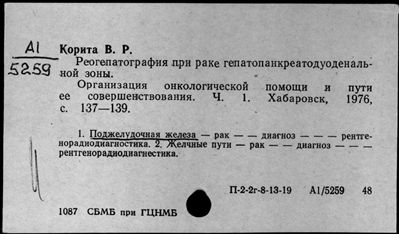 А1
5259
Корита В. Р.
Реогепатография при раке гепатопанкреатодуоденаль-
ной зоны.
Организация онкологической помощи и пути
ее совершенствования. Ч. 1. Хабаровск, 1976,
с. 137—139.
1. Поджелудочная железа — рак — — диагноз — — — рентге-
норадиодиагностика. 2. Желчные пути — рак — — диагноз — — —
рентгенорадиодиагнестика.
П-2-2г-8-13-19 А1/5259 48
1087 СБМБ при ГЦНМБ